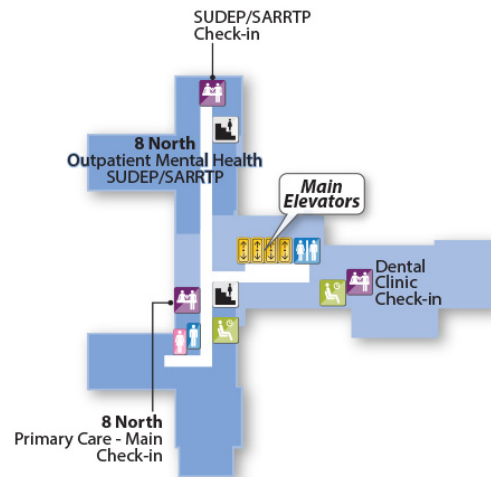 SUDEP/SARRTP
Check-in
8 North
Outpatient Mental Health
SUDEP/SARRTP
Main
Elevators
Dental
Clinic
Check-in
8 North
Primary Care - Main
Check-in